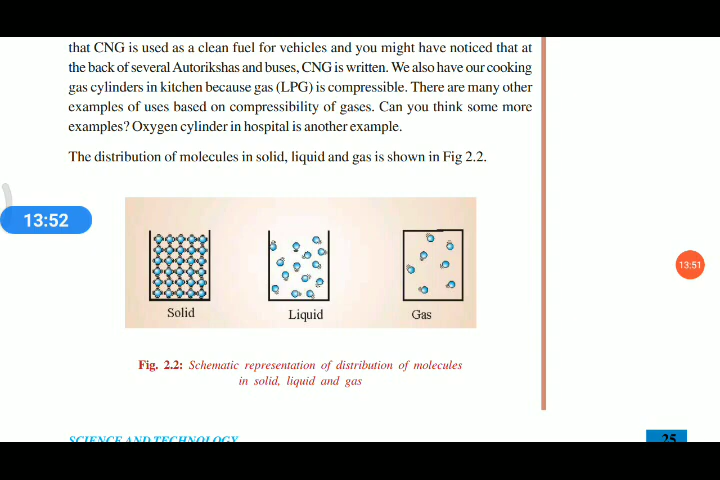 that CNG is used as a clean fuel for vehicles and you might have noticed that at
the back of several Autorikshas and buses, CNG is written. We also have our cooking
gas cylinders in kitchen because gas (LPG) is compressible. There are many other
examples of uses based on compressibility of gases. Can you think some more
examples? Oxygen cylinder in hospital is another example.
The distribution of molecules in solid, liquid and gas is shown in Fig 2.2.
13:52
13:51
Solid
Liquid
Gas
Fig. 2.2: Schematic representation of distribution of molecules
in solid, liquid and gas
SCIENCE AND TECHNOLOGY
25